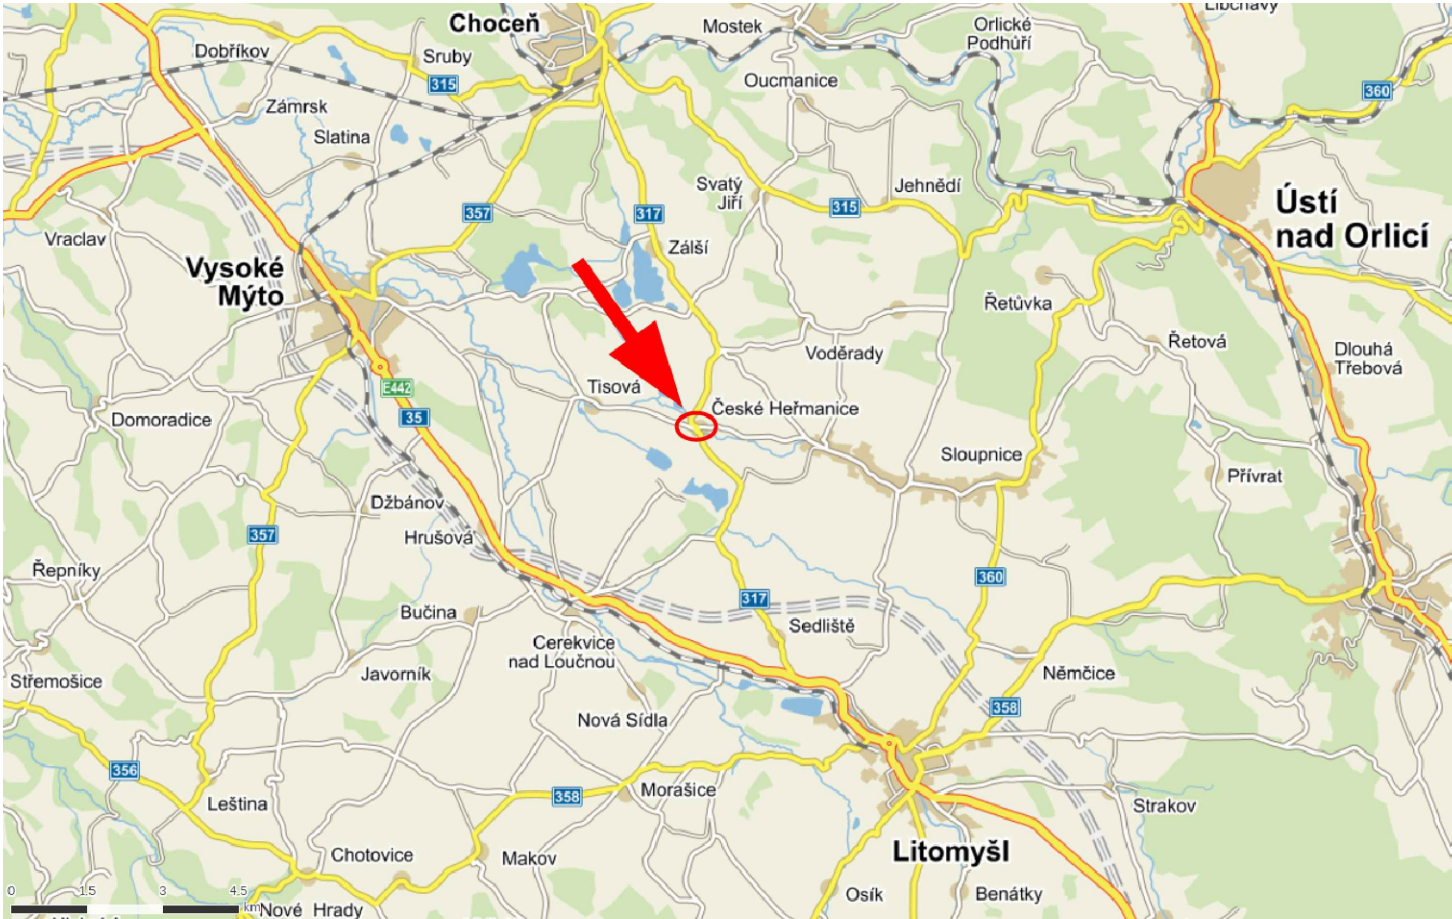 Libchavy
Choceň
Mostek
Orlické
Podhůří
Dobříkov
Sruby
315
Oucmanice
360
Zámrsk
Slatina
Svatý
Jiří
Jehnědí
357
317
315
Ústí
nad Orlicí
Vraclav
Zálší
Vysoké
Mýto
Řetůvka
Řetová
Dlouhá
Třebová
Voděrady
E442
Tisová
35
České Heřmanice
Domoradice
Sloupnice
Přívrat
Džbánov
357
Hrušová
Řepníky
360
317
Bučina
Sedliště
Cerekvice
nad Loučnou
Javorník
Němčice
Středošice
358
Nová Sídla
356
358
Morašice
Leština
Strakov
Litomyšl
Chotovice
Makov
Osík
Benátky
0 1.5 3 4.5
km
Nové Hrady